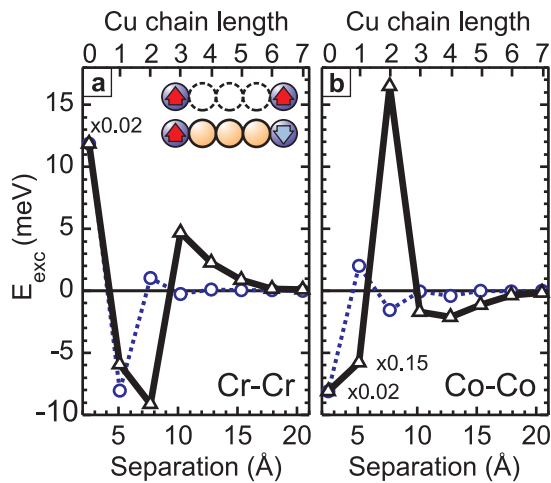 Cu chain length Cu chain length
0 1 2 3 4 5 6 7 0 1 2 3 4 5 6 7
a b
x0.02
15
10
5
0
-5
-10
E_exc (meV)
x0.15
x0.02
Cr-Cr Co-Co
5 10 15 20 5 10 15 20
Separation (Å) Separation (Å)